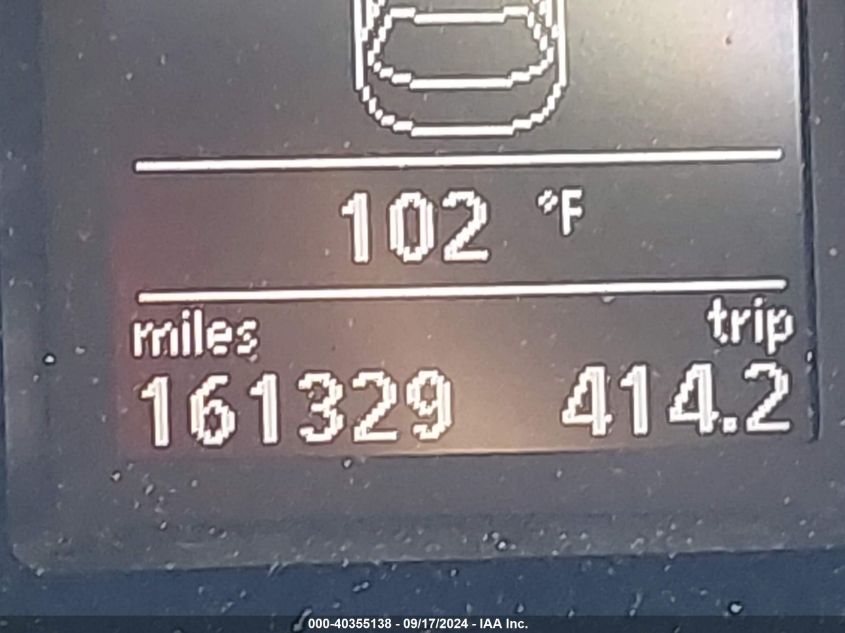 102 °F
miles trip
161329 414.2
000-40355138 - 09/17/2024 - IAA Inc.